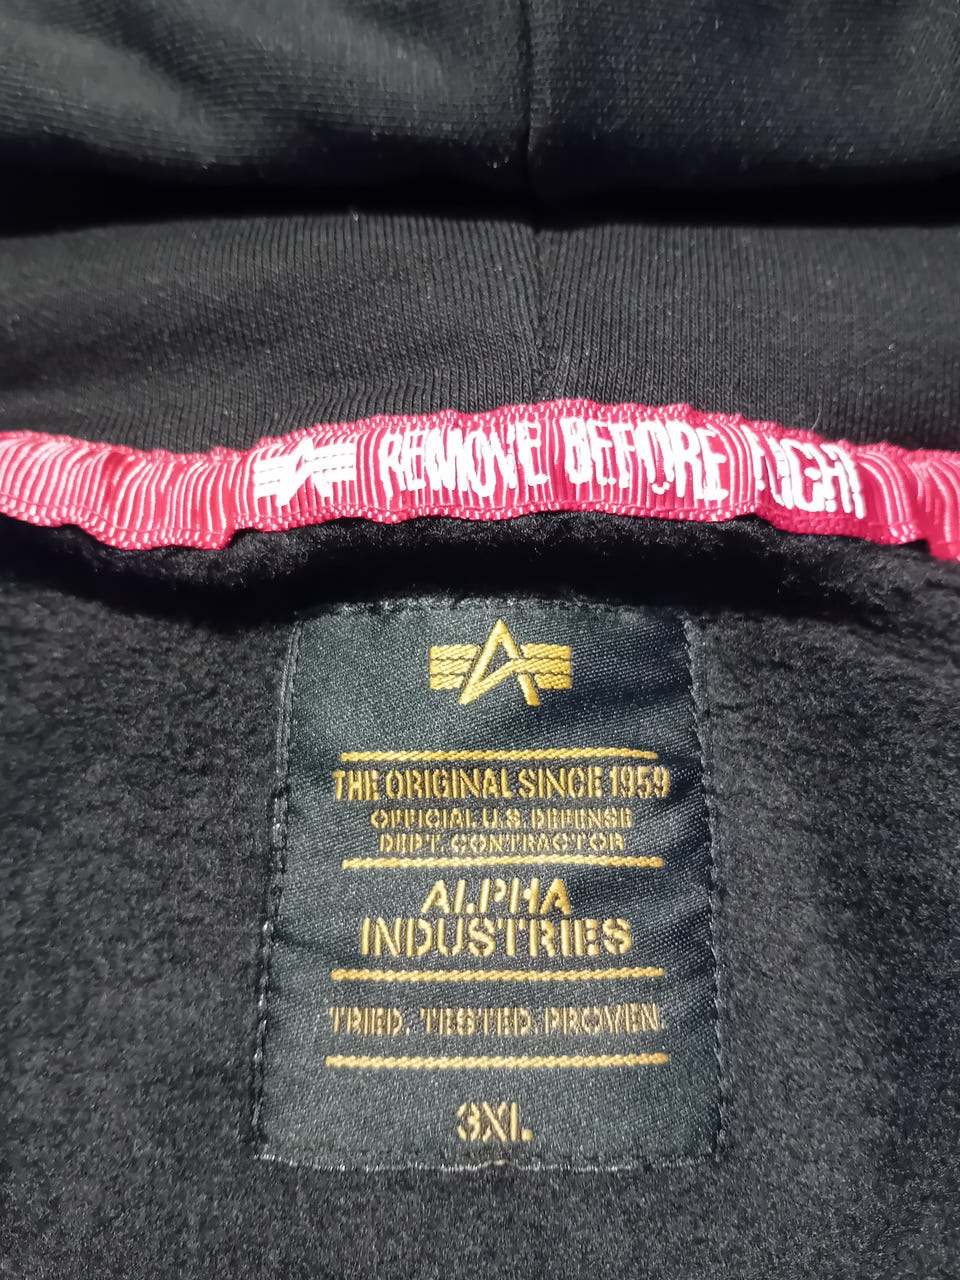 REMOVE BEFORE FLIGHT
THE ORIGINAL SINCE 1959
OFFICIAL U.S. DEFENSE
DEPT. CONTRACTOR
ALPHA
INDUSTRIES
TRIED. TESTED. PROVEN.
3XL